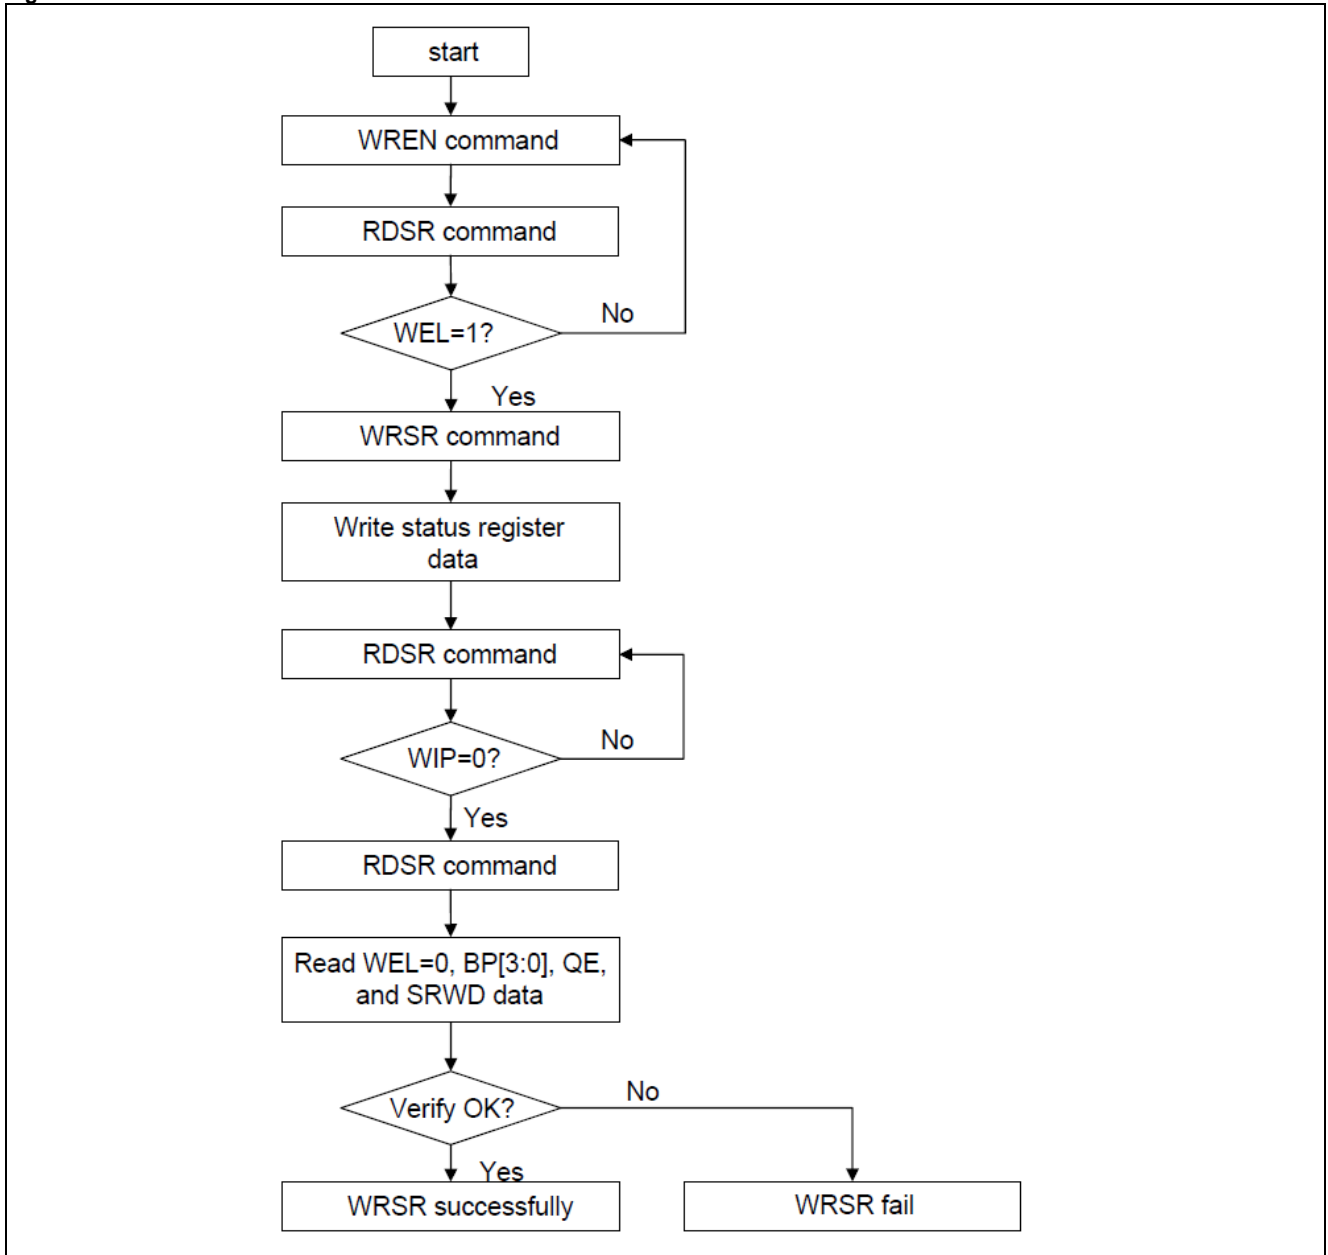 start
WREN command
RDSR command
WEL=1?
No
Yes
WRSR command
Write status register
data
RDSR command
WIP=0?
No
Yes
RDSR command
Read WEL=0, BP[3:0], QE,
and SRWD data
Verify OK?
No
Yes
WRSR successfully
WRSR fail